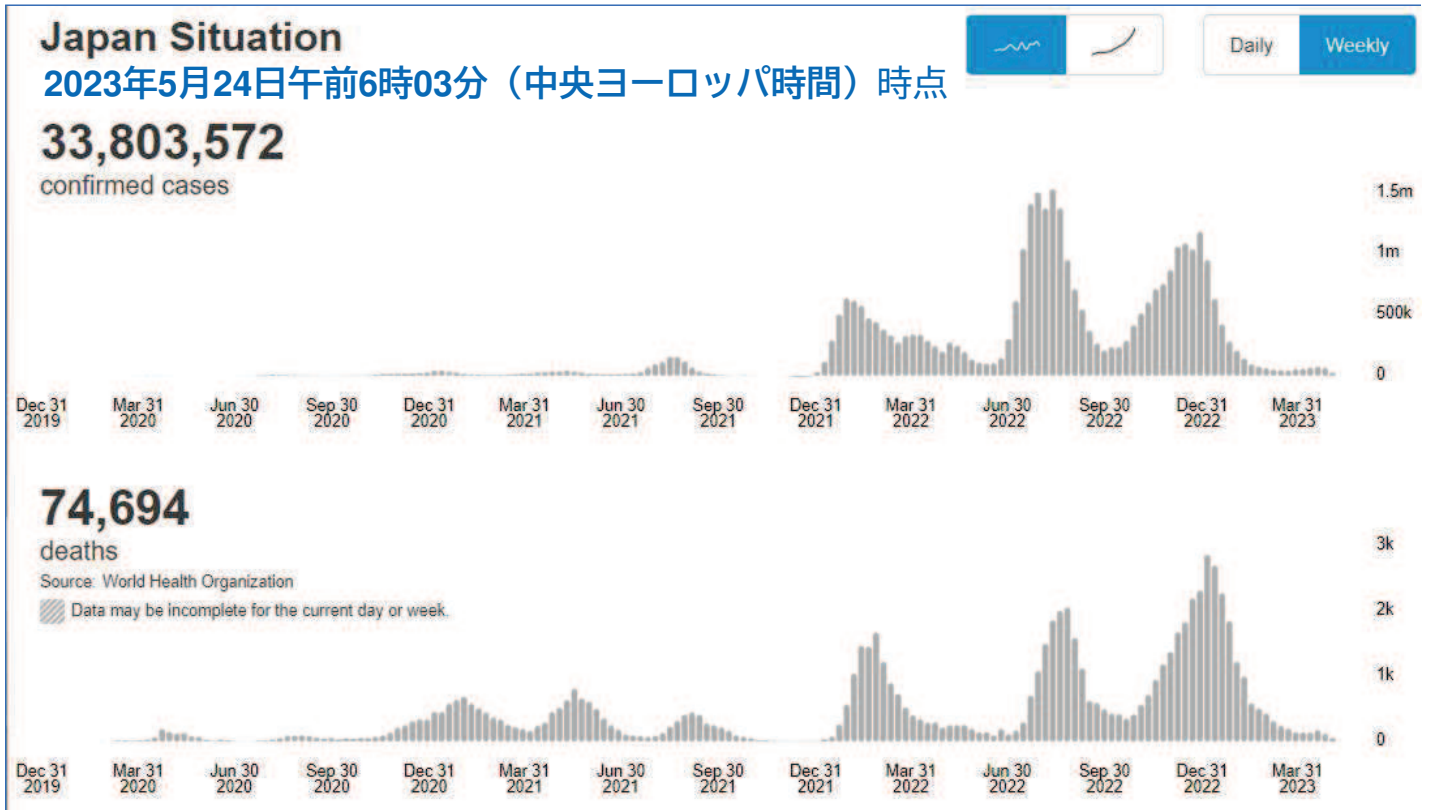 Japan Situation
Daily
Weekly
2023年5月24日午前6時03分（中央ヨーロッパ時間）時点
33,803,572
confirmed cases
1.5m
1m
500k
0
Dec 31 Mar 31 Jun 30 Sep 30 Dec 31 Mar 31 Jun 30 Sep 30 Dec 31 Mar 31 Jun 30 Sep 30 Dec 31 Mar 31
2019 2020 2020 2020 2020 2021 2021 2021 2021 2022 2022 2022 2022 2023
74,694
deaths
Source: World Health Organization
Data may be incomplete for the current day or week.
3k
2k
1k
0
Dec 31 Mar 31 Jun 30 Sep 30 Dec 31 Mar 31 Jun 30 Sep 30 Dec 31 Mar 31 Jun 30 Sep 30 Dec 31 Mar 31
2019 2020 2020 2020 2020 2021 2021 2021 2021 2022 2022 2022 2022 2023